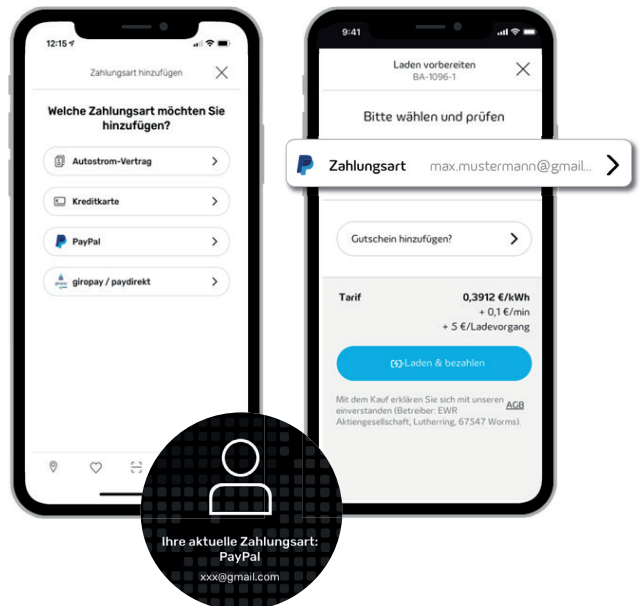 12:15
Zahlungsart hinzufügen
Welche Zahlungsart möchten Sie
hinzufügen?
Autostrom-Vertrag
Kreditkarte
PayPal
giropay / paydirekt
Ihre aktuelle Zahlungsart:
PayPal
xxx@gmail.com
9:41
Laden vorbereiten
BA-1096-1
Bitte wählen und prüfen
Zahlungsart max.mustermann@gmail...
Gutschein hinzufügen?
Tarif 0,3912 €/kWh
+ 0,1 €/min
+ 5 €/Ladevorgang
Laden & bezahlen
Mit dem Kauf erklären Sie sich mit unseren AGB
einverstanden (Betreiber: EWR
Aktiengesellschaft, Lutherring, 67547 Worms).